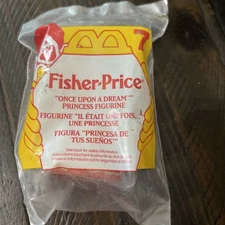 7
Fisher-Price
"ONCE UPON A DREAM"
PRINCESS FIGURINE
FIGURINE "IL ÉTAIT UNE FOIS...
UNE PRINCESSE"
FIGURA "PRINCESA DE
TUS SUEÑOS"